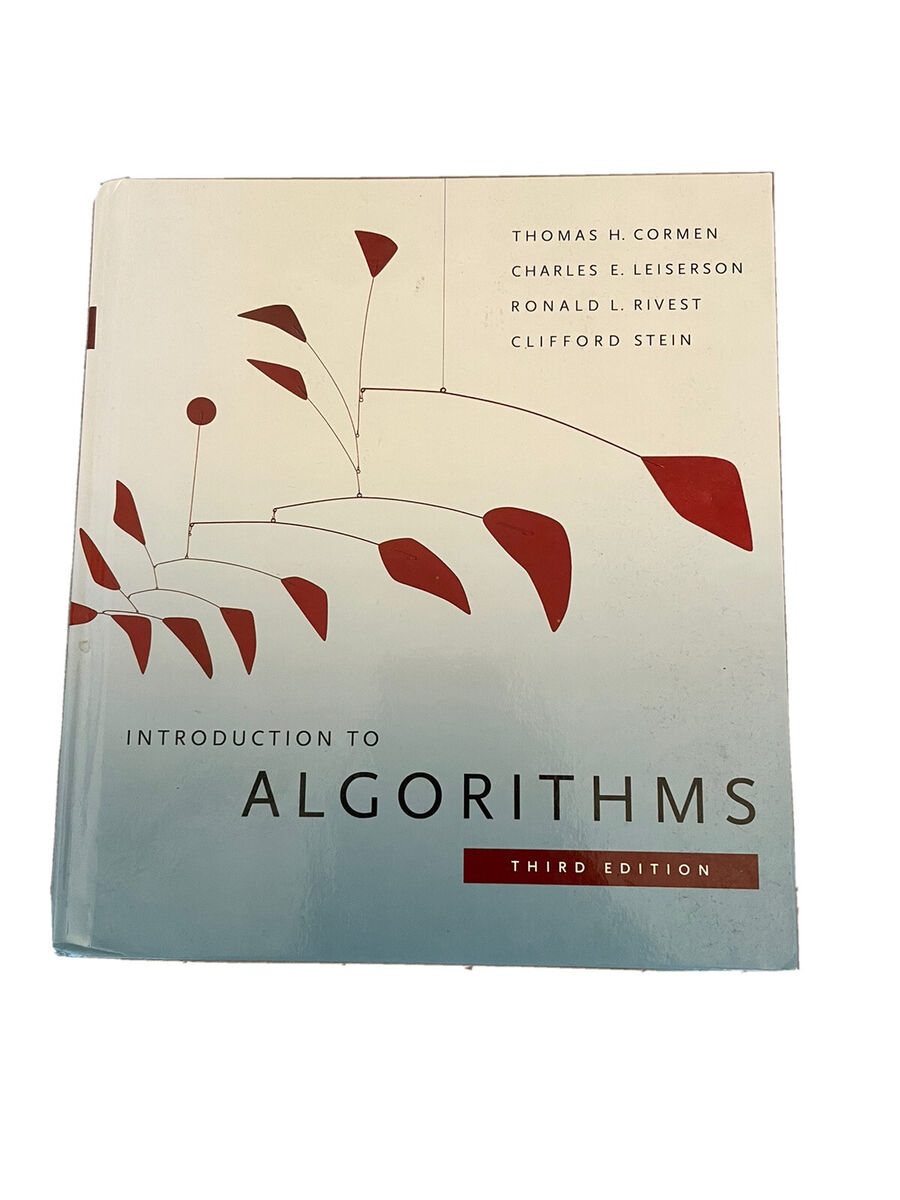 THOMAS H. CORMEN
CHARLES E. LEISERSON
RONALD L. RIVEST
CLIFFORD STEIN
INTRODUCTION TO
ALGORITHMS
THIRD EDITION